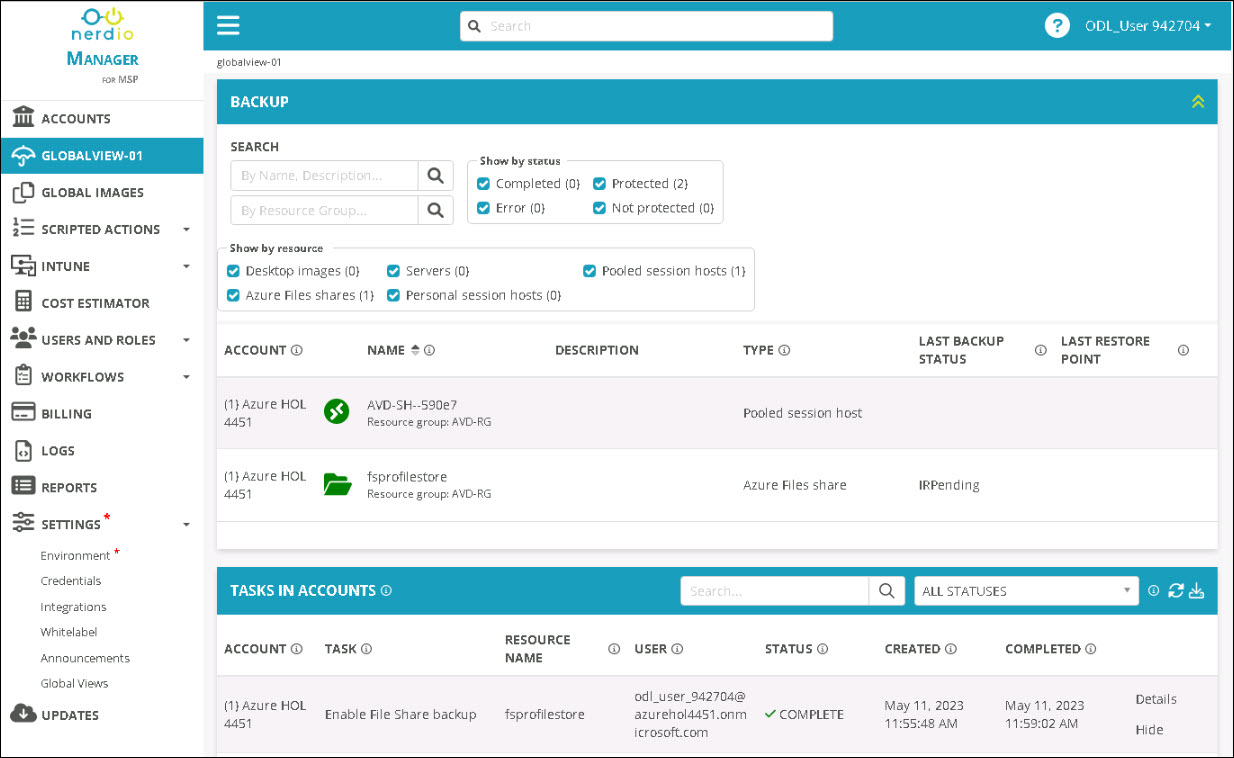 nerdio
MANAGER
FOR MSP
Search
? ODL_User 942704
globalview-01
ACCOUNTS
GLOBALVIEW-01
GLOBAL IMAGES
SCRIPTED ACTIONS
INTUNE
COST ESTIMATOR
USERS AND ROLES
WORKFLOWS
BILLING
LOGS
REPORTS
SETTINGS *
Environment *
Credentials
Integrations
Whitelabel
Announcements
Global Views
UPDATES
BACKUP
SEARCH
By Name, Description...
By Resource Group...
Show by status
Completed (0) Protected (2)
Error (0) Not protected (0)
Show by resource
Desktop images (0) Servers (0) Pooled session hosts (1)
Azure Files shares (1) Personal session hosts (0)
ACCOUNT NAME DESCRIPTION TYPE LAST BACKUP STATUS LAST RESTORE POINT
(1) Azure HOL 4451
AVD-SH--590e7
Resource group: AVD-RG
Pooled session host
(1) Azure HOL 4451
fsprofilestore
Resource group: AVD-RG
Azure Files share
IRPending
TASKS IN ACCOUNTS Search... ALL STATUSES
ACCOUNT TASK RESOURCE NAME USER STATUS CREATED COMPLETED
(1) Azure HOL 4451
Enable File Share backup
fsprofilestore
odl_user_942704@
azurehol4451.onm
icrosoft.com
COMPLETE
May 11, 2023
11:55:48 AM
May 11, 2023
11:59:02 AM
Details
Hide